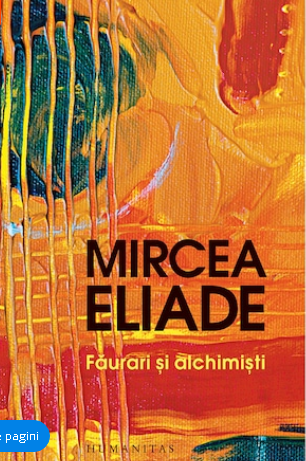 MIRCEA
ELIADE
Făurari și alchimiști
pagini
HUMANITAS